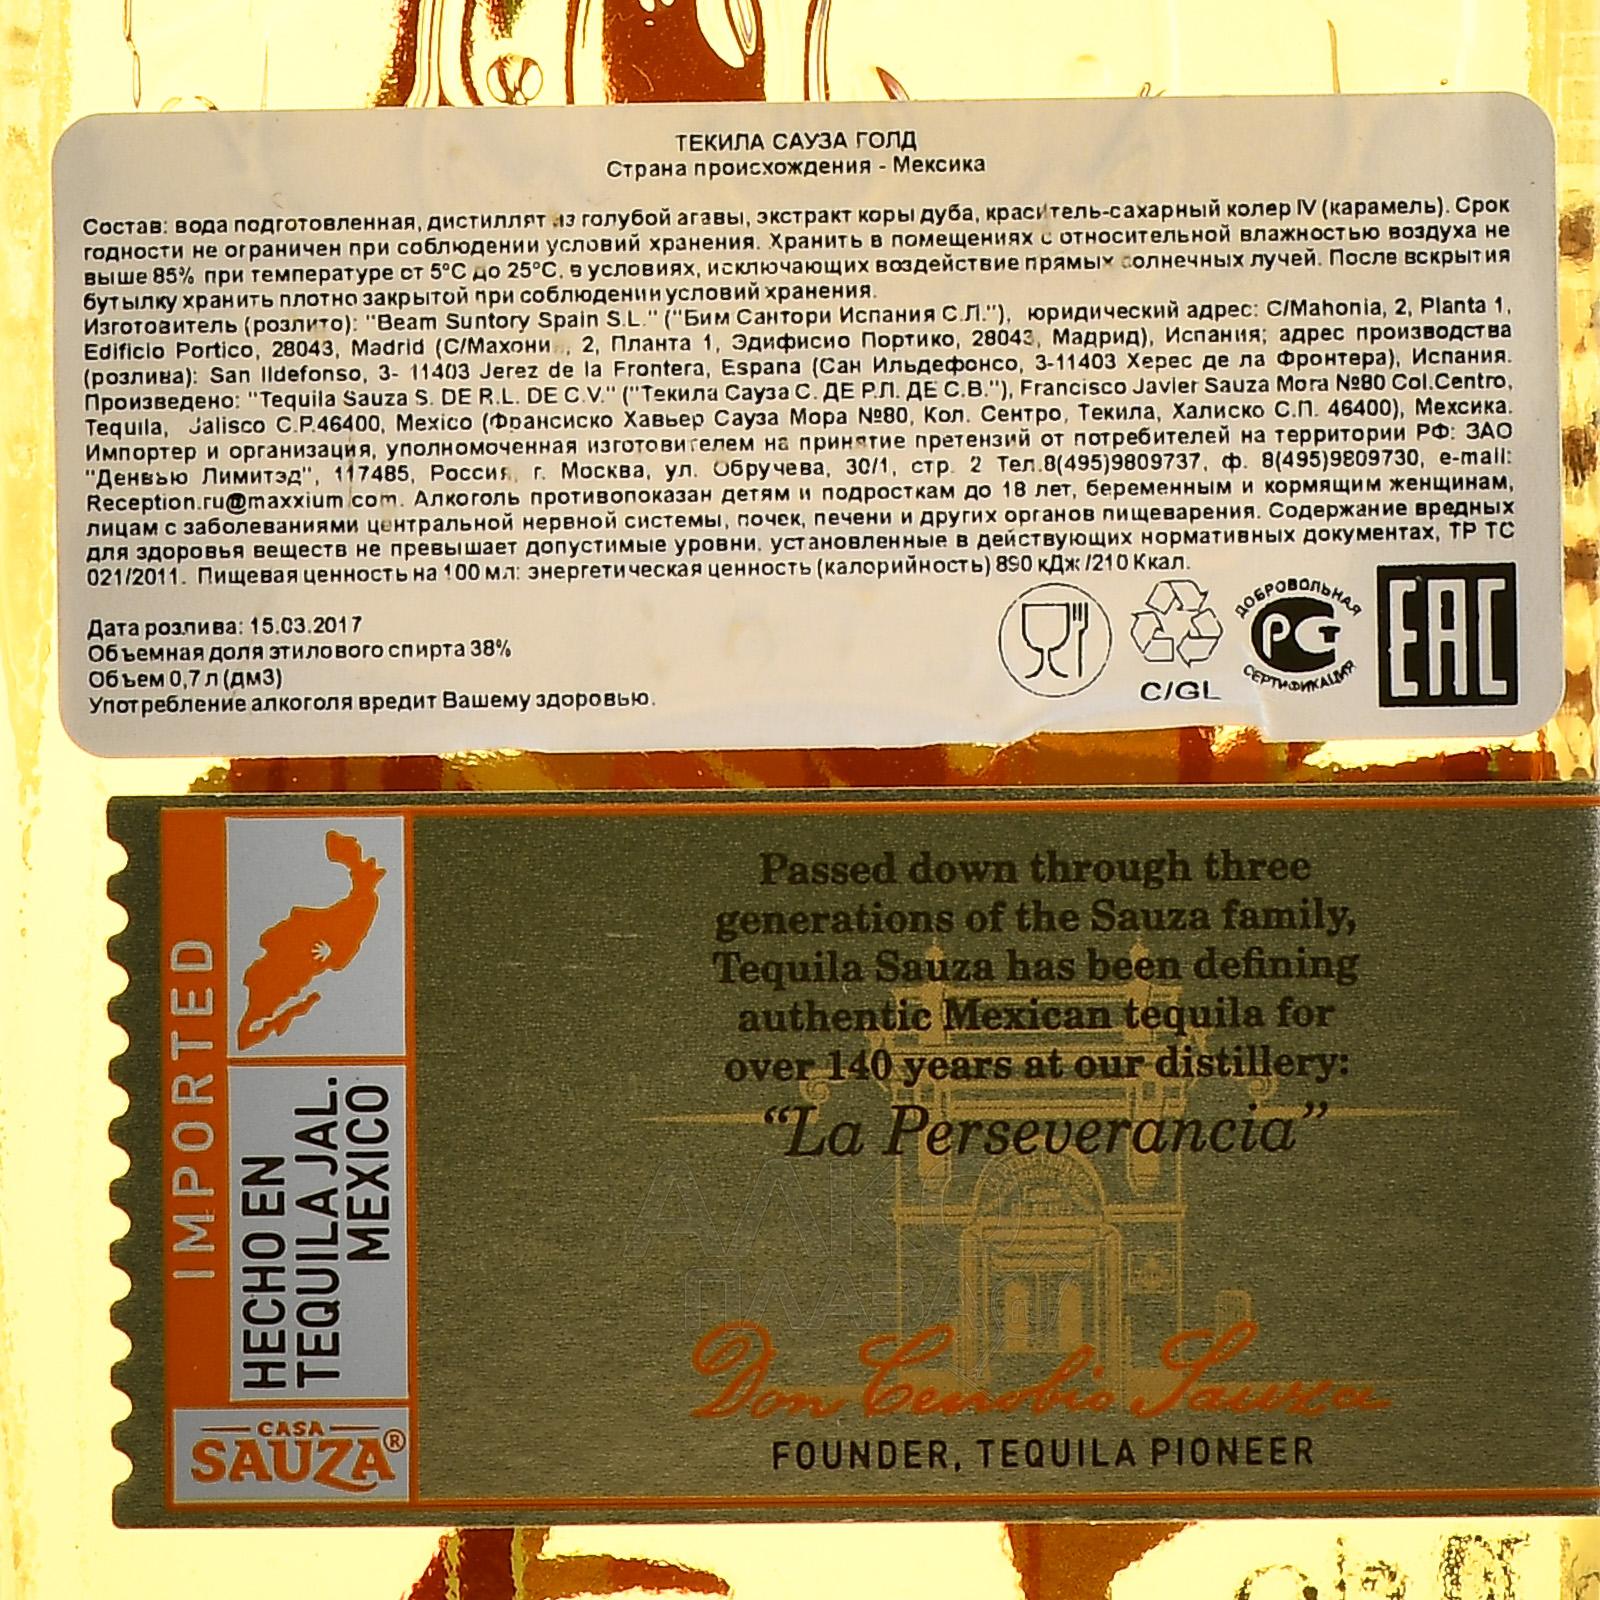 ТЕКИЛА САУЗА ГОЛД
Страна происхождения - Мексика
Состав: вода подготовленная, дистиллят из голубой агавы, экстракт коры дуба, краситель-сахарный колер IV (карамель). Срок
годности не ограничен при соблюдении условий хранения. Хранить в помещениях с относительной влажностью воздуха не
выше 85% при температуре от 5°С до 25°С, в условиях, исключающих воздействие прямых солнечных лучей. После вскрытия
бутылку хранить плотно закрытой при соблюдении условий хранения.
Изготовитель (розлито): "Beam Suntory Spain S.L." ("Бим Сантори Испания С.Л."), юридический адрес: C/Mahonia, 2, Planta 1,
Edificio Portico, 28043, Madrid (С/Махони , 2, Планта 1, Эдифисио Портико, 28043, Мадрид), Испания; адрес производства
(розлива): San Ildefonso, 3- 11403 Jerez de la Frontera, Espana (Сан Ильдефонсо, 3-11403 Херес де ла Фронтера), Испания.
Произведено: "Tequila Sauza S. DE R.L. DE C.V." ("Текила Сауза С. ДЕ Р.Л. ДЕ С.В."), Francisco Javier Sauza Mora №80 Col.Centro,
Tequila, Jalisco C.P.46400, Mexico (Франсиско Хавьер Сауза Мора №80, Кол. Сентро, Текила, Халиско С.П. 46400), Мексика.
Импортер и организация, уполномоченная изготовителем на принятие претензий от потребителей на территории РФ: ЗАО
"Денвью Лимитэд", 117485, Россия, г. Москва, ул. Обручева, 30/1, стр. 2 Тел.8(495)9809737, ф. 8(495)9809730, e-mail:
Reception.ru@maxxium.com. Алкоголь противопоказан детям и подросткам до 18 лет, беременным и кормящим женщинам,
лицам с заболеваниями центральной нервной системы, почек, печени и других органов пищеварения. Содержание вредных
для здоровья веществ не превышает допустимые уровни, установленные в действующих нормативных документах, ТР ТС
021/2011. Пищевая ценность на 100 мл: энергетическая ценность (калорийность) 890 кДж /210 Ккал.
Дата розлива: 15.03.2017
Объемная доля этилового спирта 38%
Объем 0,7 л (дм3)
Употребление алкоголя вредит Вашему здоровью.
C/GL
ДОБРОВОЛЬНАЯ
РСТ
СЕРТИФИКАЦИЯ
EAC
IMPORTED
HECHO EN
TEQUILA JAL.
MEXICO
CASA
SAUZA®
Passed down through three
generations of the Sauza family,
Tequila Sauza has been defining
authentic Mexican tequila for
over 140 years at our distillery:
"La Perseverancia"
АЛКО
ПЛАЗА
Don Cenobio Sauza
FOUNDER, TEQUILA PIONEER